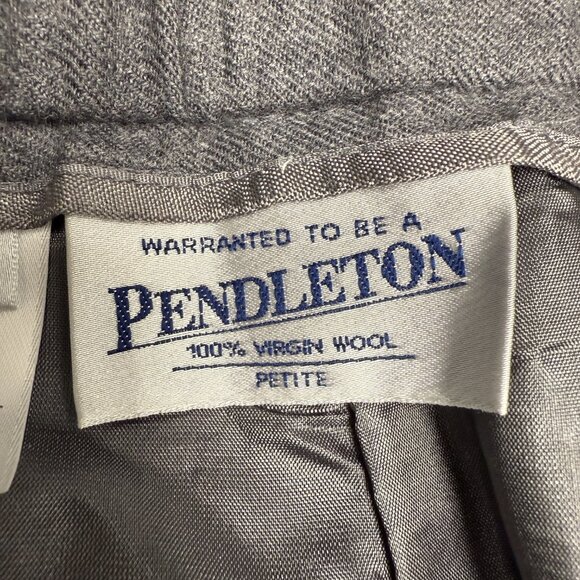 WARRANTED TO BE A
PENDLETON
100% VIRGIN WOOL
PETITE